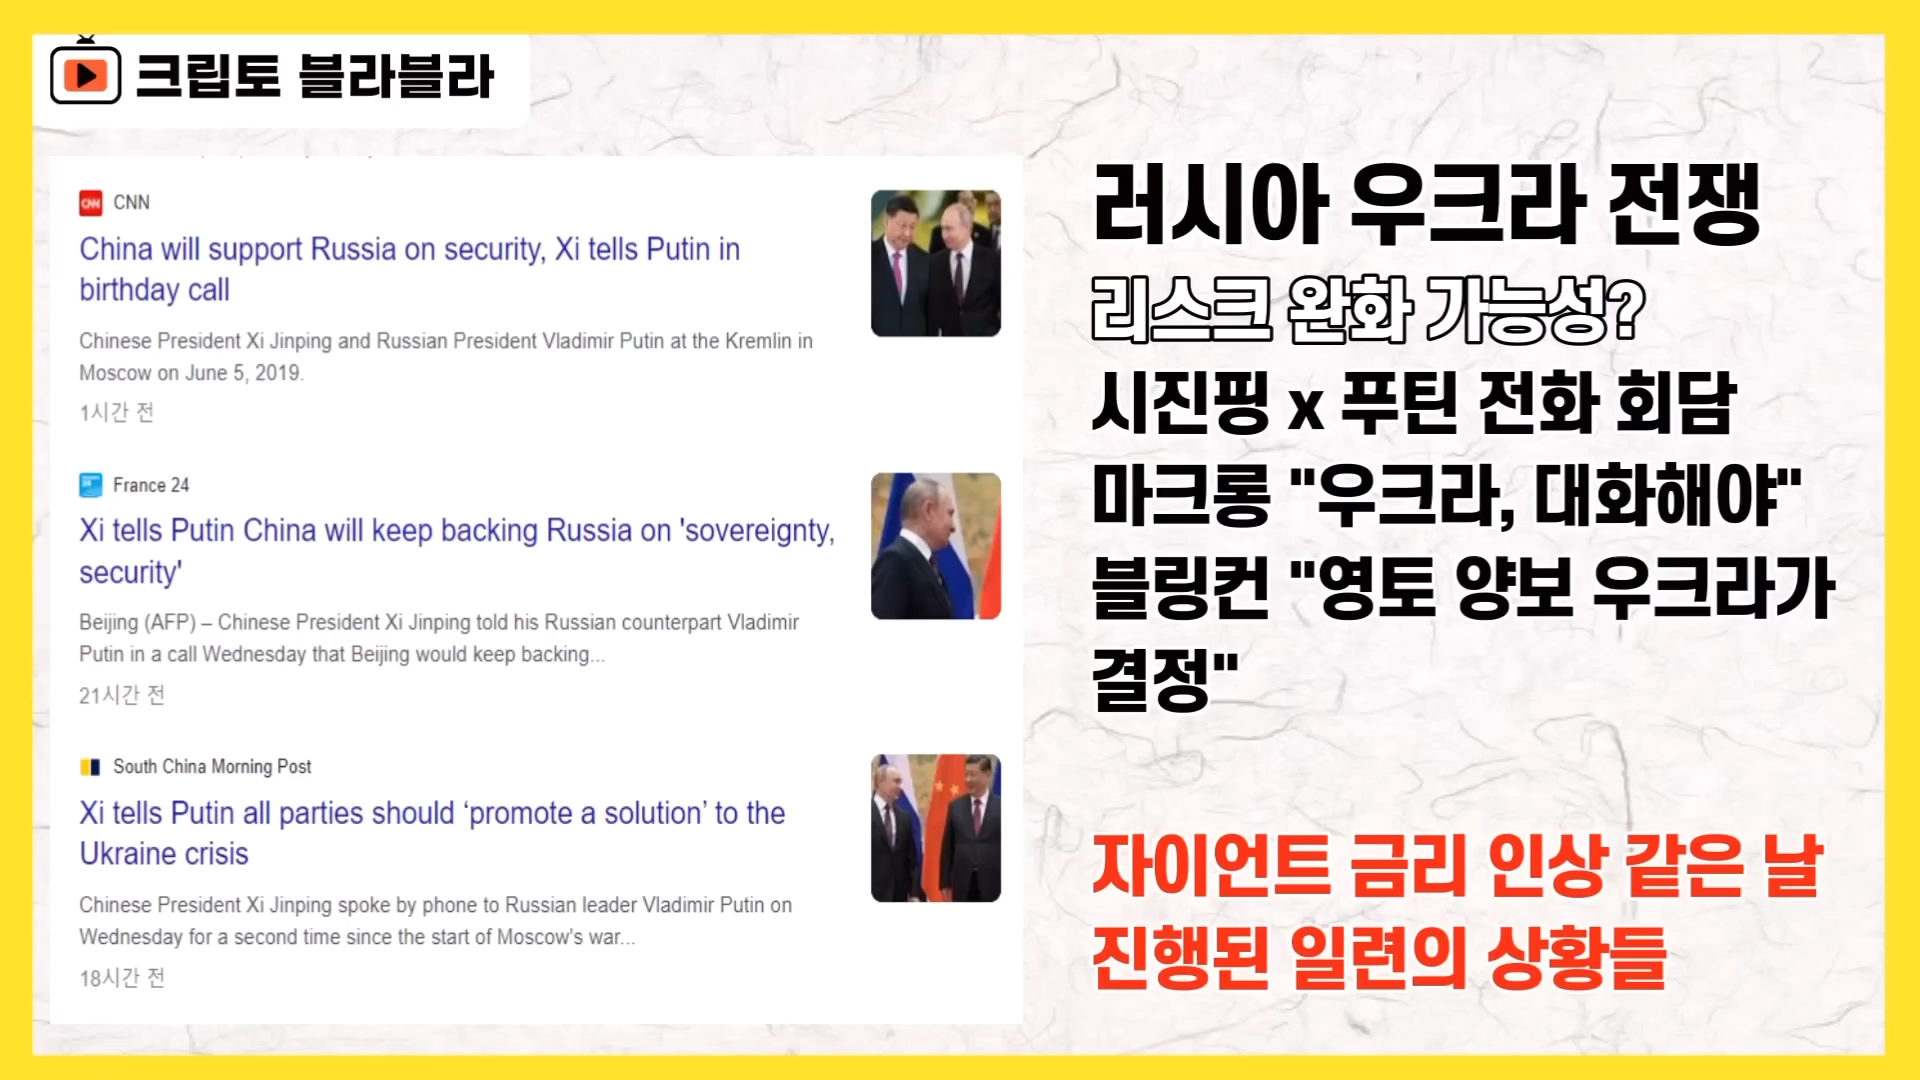 크립토 블라블라
CNN
China will support Russia on security, Xi tells Putin in
birthday call
Chinese President Xi Jinping and Russian President Vladimir Putin at the Kremlin in
Moscow on June 5, 2019.
1시간 전
France 24
Xi tells Putin China will keep backing Russia on 'sovereignty,
security'
Beijing (AFP) – Chinese President Xi Jinping told his Russian counterpart Vladimir
Putin in a call Wednesday that Beijing would keep backing...
21시간 전
South China Morning Post
Xi tells Putin all parties should ‘promote a solution’ to the
Ukraine crisis
Chinese President Xi Jinping spoke by phone to Russian leader Vladimir Putin on
Wednesday for a second time since the start of Moscow's war...
18시간 전
러시아 우크라 전쟁
리스크 완화 가능성?
시진핑 x 푸틴 전화 회담
마크롱 "우크라, 대화해야"
블링컨 "영토 양보 우크라가
결정"
자이언트 금리 인상 같은 날
진행된 일련의 상황들